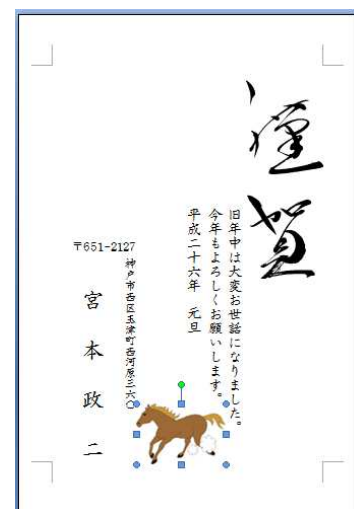 謹賀
旧年中は大変お世話になりました。
今年もよろしくお願いします。
平成二十六年　元旦
〒651-2127
神戸市西区玉津町西河原三六〇
宮本政二